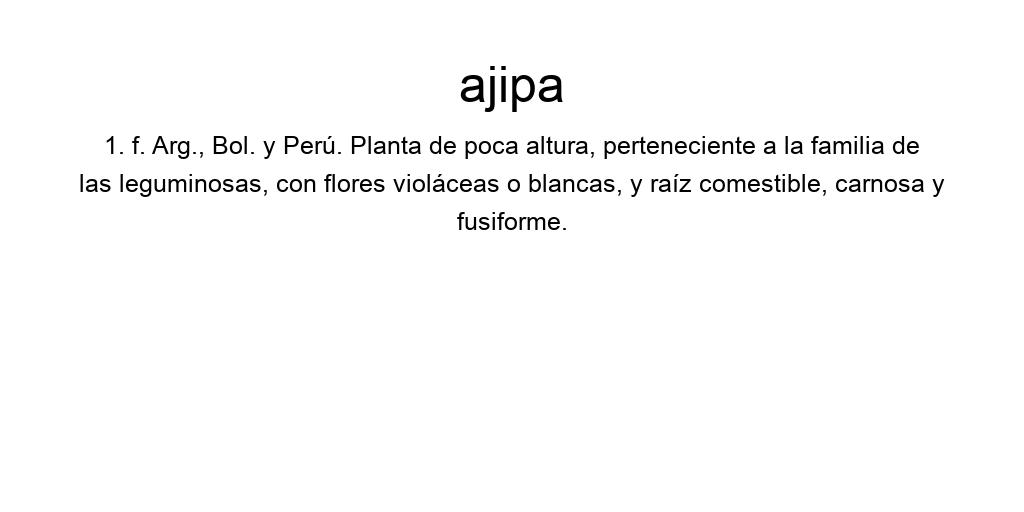 ajipa
1. f. Arg., Bol. y Perú. Planta de poca altura, perteneciente a la familia de
las leguminosas, con flores violáceas o blancas, y raíz comestible, carnosa y
fusiforme.